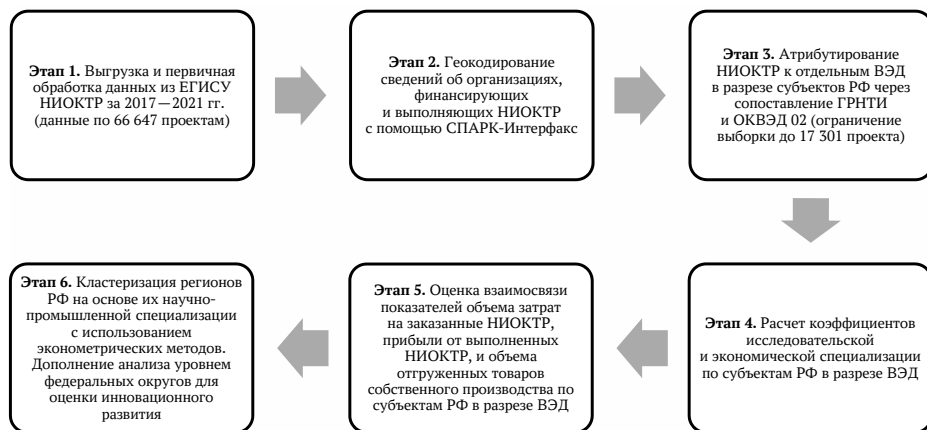 Этап 1. Выгрузка и первичная
обработка данных из ЕГИСУ
НИОКТР за 2017—2021 гг.
(данные по 66 647 проектам)
Этап 2. Геокодирование
сведений об организациях,
финансирующих
и выполняющих НИОКТР
с помощью СПАРК-Интерфакс
Этап 3. Атрибутирование
НИОКТР к отдельным ВЭД
в разрезе субъектов РФ через
сопоставление ГРНТИ
и ОКВЭД 02 (ограничение
выборки до 17 301 проекта)
Этап 4. Расчет коэффициентов
исследовательской
и экономической специализации
по субъектам РФ в разрезе ВЭД
Этап 5. Оценка взаимосвязи
показателей объема затрат
на заказанные НИОКТР,
прибыли от выполненных
НИОКТР, и объема
отгруженных товаров
собственного производства по
субъектам РФ в разрезе ВЭД
Этап 6. Кластеризация регионов
РФ на основе их научно-
промышленной специализации
с использованием
эконометрических методов.
Дополнение анализа уровнем
федеральных округов для
оценки инновационного
развития